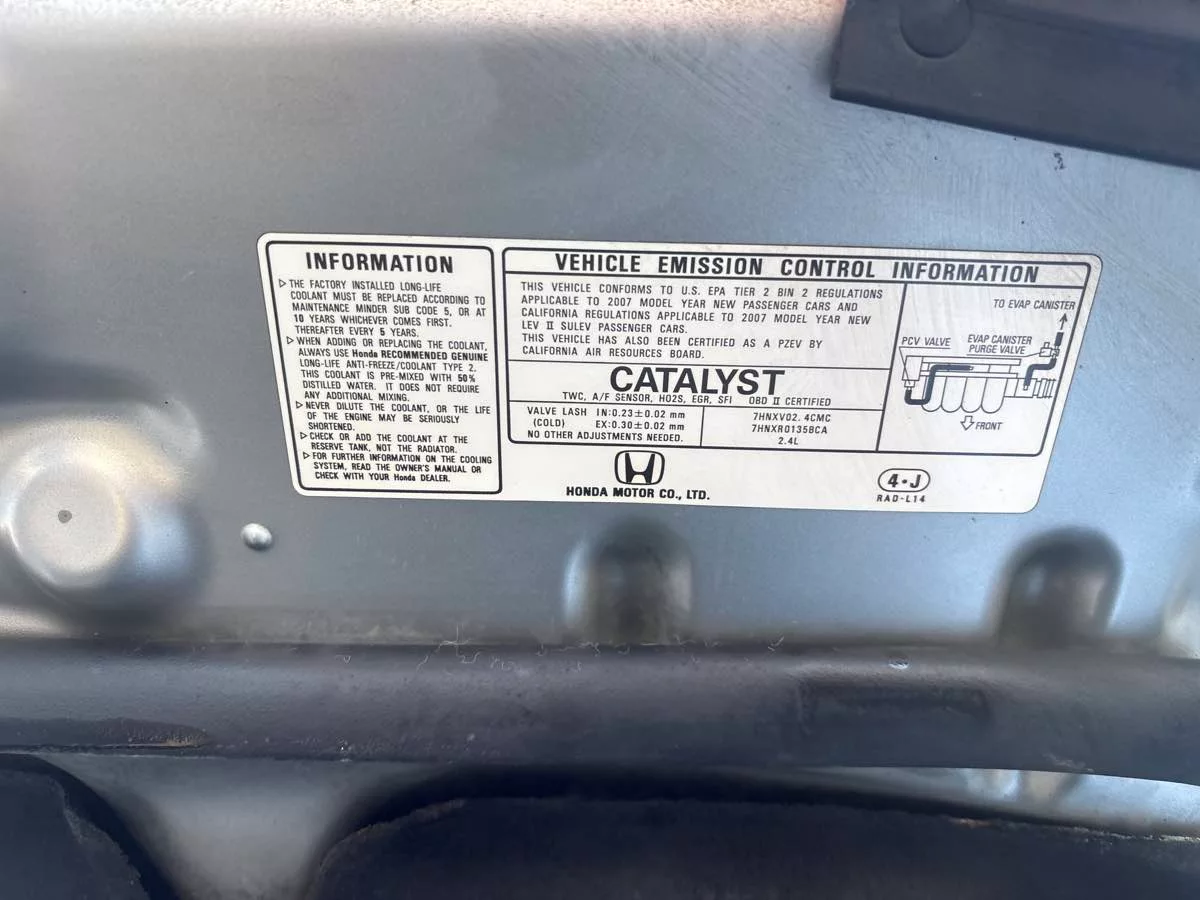 INFORMATION
▷THE FACTORY INSTALLED LONG-LIFE
COOLANT MUST BE REPLACED ACCORDING TO
MAINTENANCE MINDER SUB CODE 5, OR AT
10 YEARS WHICHEVER COMES FIRST.
THEREAFTER EVERY 5 YEARS.
▷WHEN ADDING OR REPLACING THE COOLANT,
ALWAYS USE Honda RECOMMENDED GENUINE
LONG-LIFE ANTI-FREEZE/COOLANT TYPE 2.
THIS COOLANT IS PRE-MIXED WITH 50%
DISTILLED WATER. IT DOES NOT REQUIRE
ANY ADDITIONAL MIXING.
▷NEVER DILUTE THE COOLANT, OR THE LIFE
OF THE ENGINE MAY BE SERIOUSLY
SHORTENED.
▷CHECK OR ADD THE COOLANT AT THE
RESERVE TANK, NOT THE RADIATOR.
▷FOR FURTHER INFORMATION ON THE COOLING
SYSTEM, READ THE OWNER'S MANUAL OR
CHECK WITH YOUR Honda DEALER.
VEHICLE EMISSION CONTROL INFORMATION
THIS VEHICLE CONFORMS TO U.S. EPA TIER 2 BIN 2 REGULATIONS
APPLICABLE TO 2007 MODEL YEAR NEW PASSENGER CARS AND
CALIFORNIA REGULATIONS APPLICABLE TO 2007 MODEL YEAR NEW
LEV II SULEV PASSENGER CARS.
THIS VEHICLE HAS ALSO BEEN CERTIFIED AS A PZEV BY
CALIFORNIA AIR RESOURCES BOARD.
CATALYST
TWC, A/F SENSOR, HO2S, EGR, SFI OBD II CERTIFIED
VALVE LASH IN:0.23±0.02 mm
(COLD) EX:0.30±0.02 mm
NO OTHER ADJUSTMENTS NEEDED.
7HNXV02.4CMC
7HNXR0135BCA
2.4L
TO EVAP CANISTER
PCV VALVE
EVAP CANISTER
PURGE VALVE
FRONT
HONDA MOTOR CO., LTD.
4•J
RAD-L14